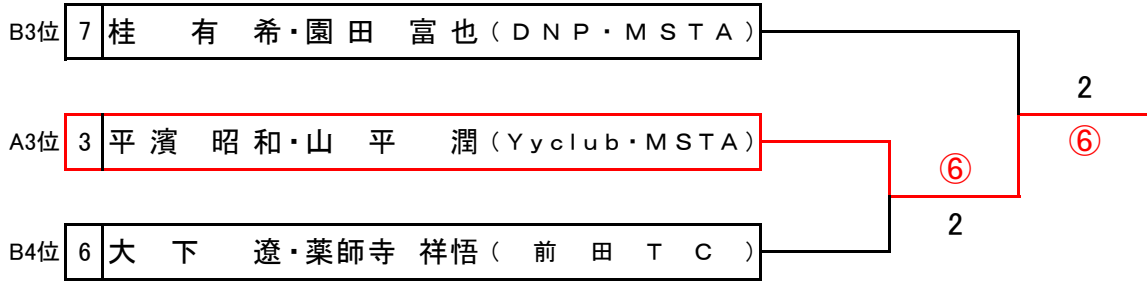 B3位 7 桂 有 希・園田 富也(DNP・MSTA)
2
A3位 3 平濱 昭和・山平 潤(Yyclub・MSTA)
⑥
⑥
2
B4位 6 大下 遼・薬師寺 祥悟(前田TC)